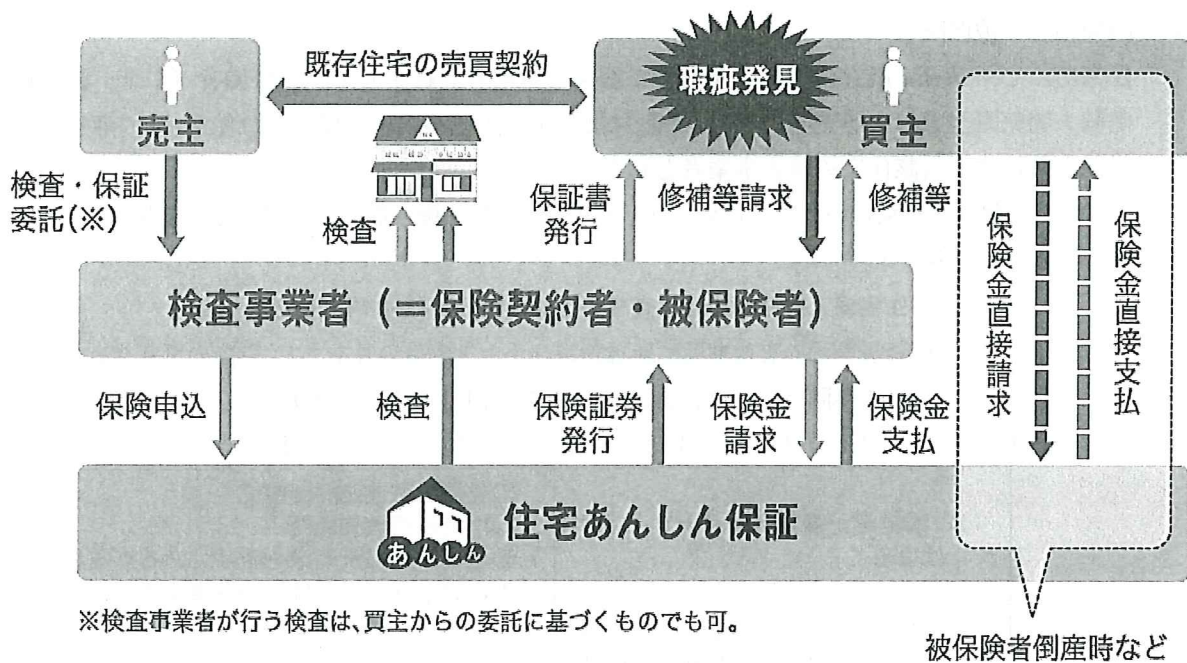 既存住宅の売買契約
瑕疵発見
売主
買主
検査・保証
委託(※)
検査
保証書
発行
修補等請求
修補等
保険金直接請求
保険金直接支払
検査事業者（＝保険契約者・被保険者）
保険申込
検査
保険証券
発行
保険金
請求
保険金
支払
住宅あんしん保証
あんしん
※検査事業者が行う検査は、買主からの委託に基づくものでも可。
被保険者倒産時など